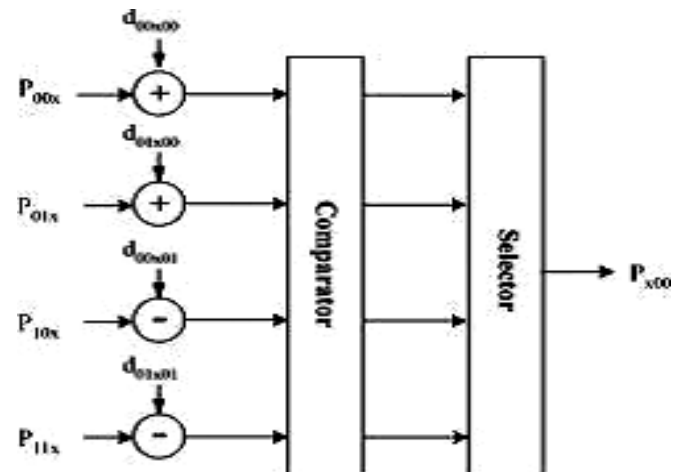 d00x00
P00x
+
d01x00
P01x
+
d00x01
P10x
-
d01x01
P11x
-
Comparator
Selector
Px00